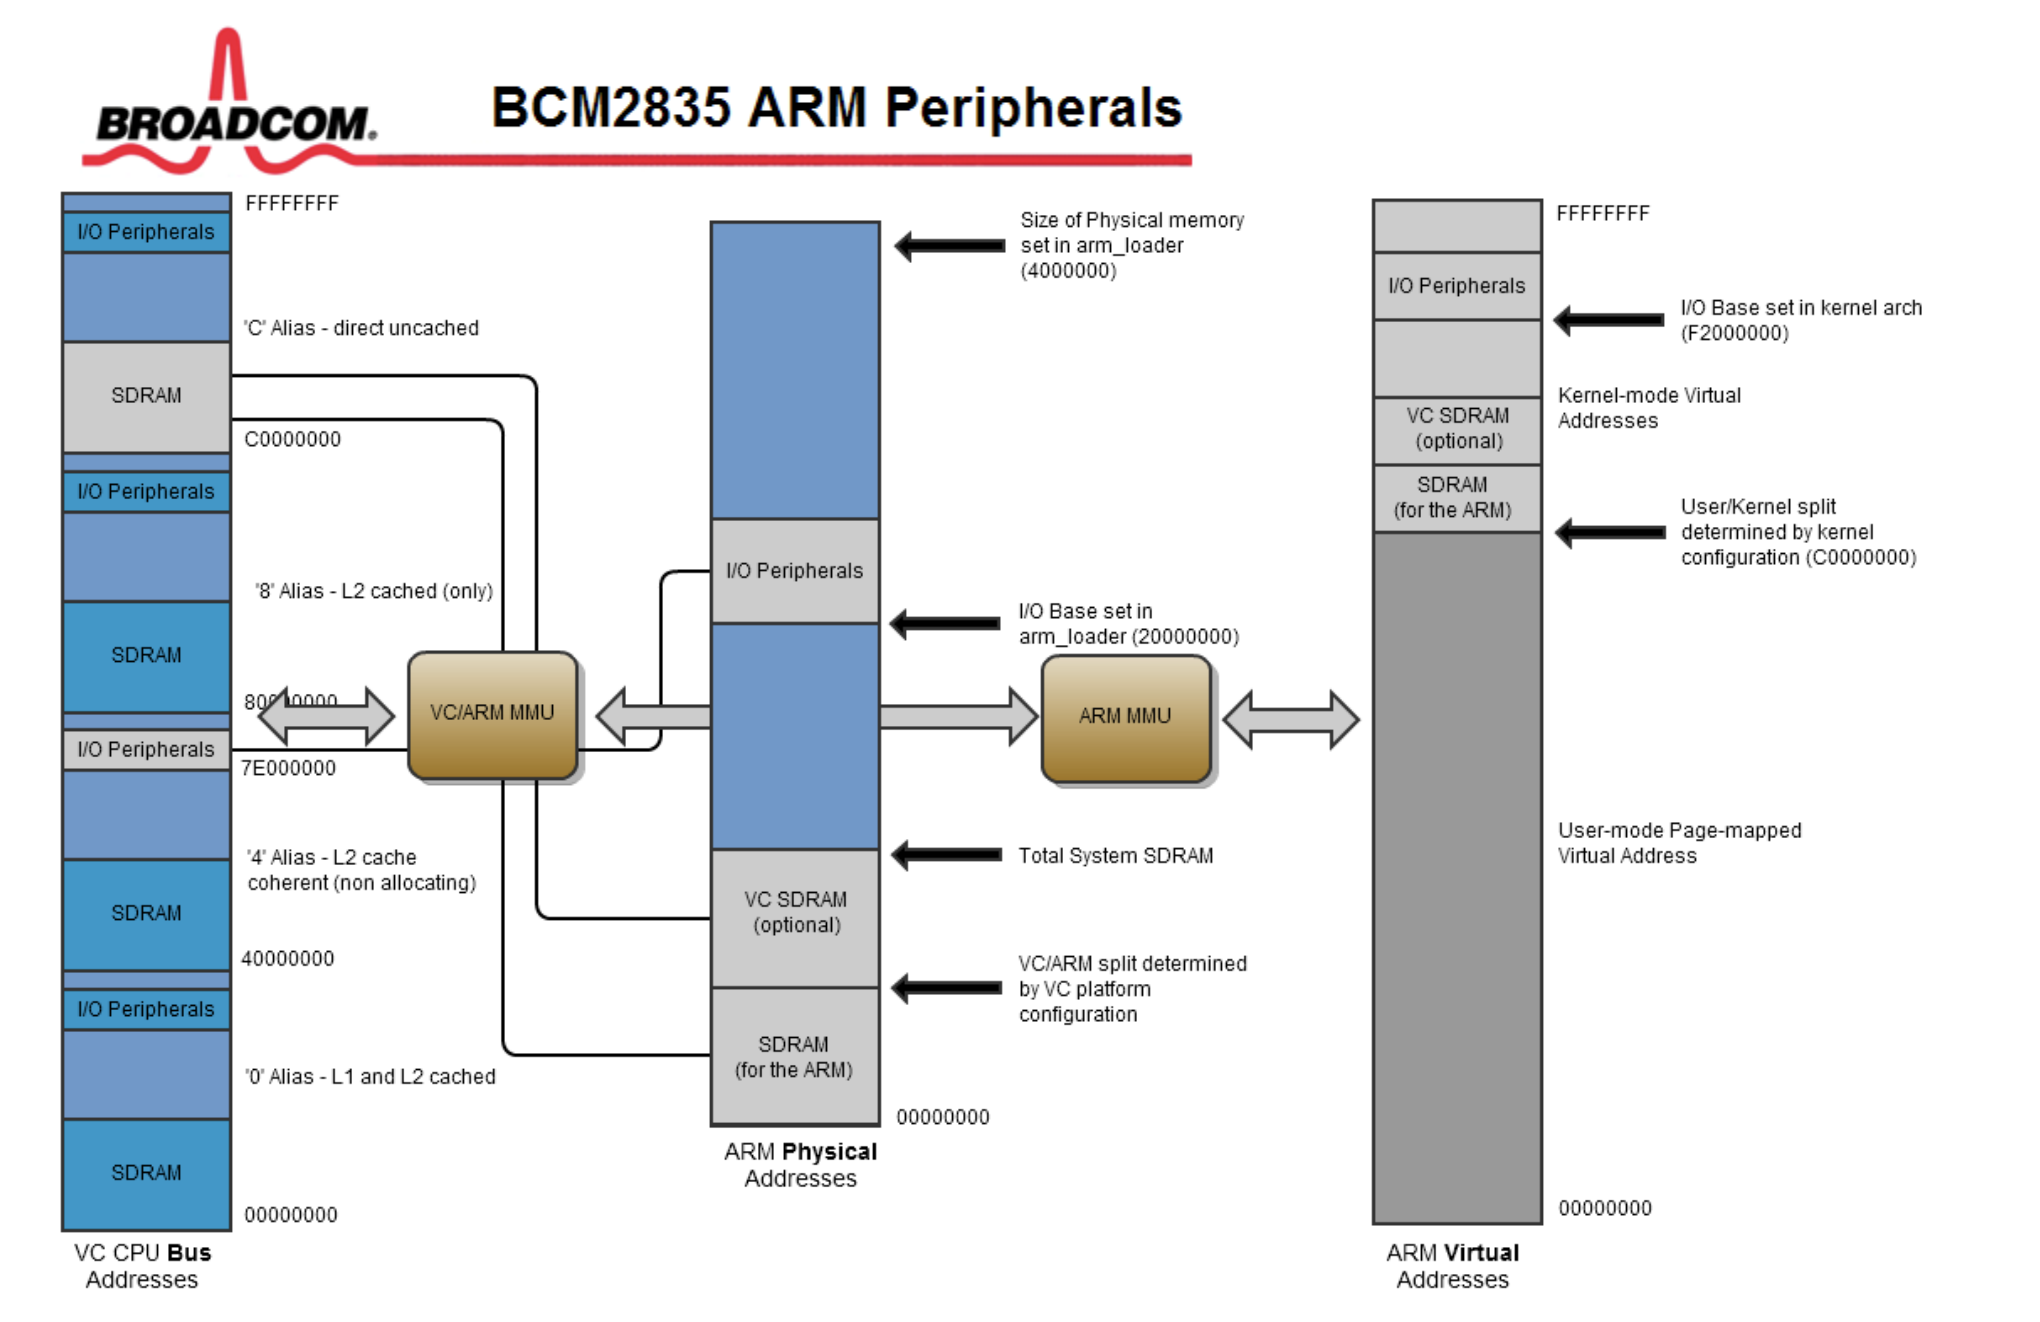 BROADCOM.
BCM2835 ARM Peripherals
FFFFFFFF
I/O Peripherals
'C' Alias - direct uncached
SDRAM
C0000000
I/O Peripherals
'8' Alias - L2 cached (only)
SDRAM
80000000
I/O Peripherals
7E000000
'4' Alias - L2 cache
coherent (non allocating)
SDRAM
40000000
I/O Peripherals
'0' Alias - L1 and L2 cached
SDRAM
00000000
VC CPU Bus
Addresses
VC/ARM MMU
Size of Physical memory
set in arm_loader
(4000000)
I/O Peripherals
I/O Base set in
arm_loader (20000000)
Total System SDRAM
VC SDRAM
(optional)
VC/ARM split determined
by VC platform
configuration
SDRAM
(for the ARM)
00000000
ARM Physical
Addresses
ARM MMU
FFFFFFFF
I/O Peripherals
I/O Base set in kernel arch
(F2000000)
Kernel-mode Virtual
Addresses
VC SDRAM
(optional)
SDRAM
(for the ARM)
User/Kernel split
determined by kernel
configuration (C0000000)
User-mode Page-mapped
Virtual Address
00000000
ARM Virtual
Addresses